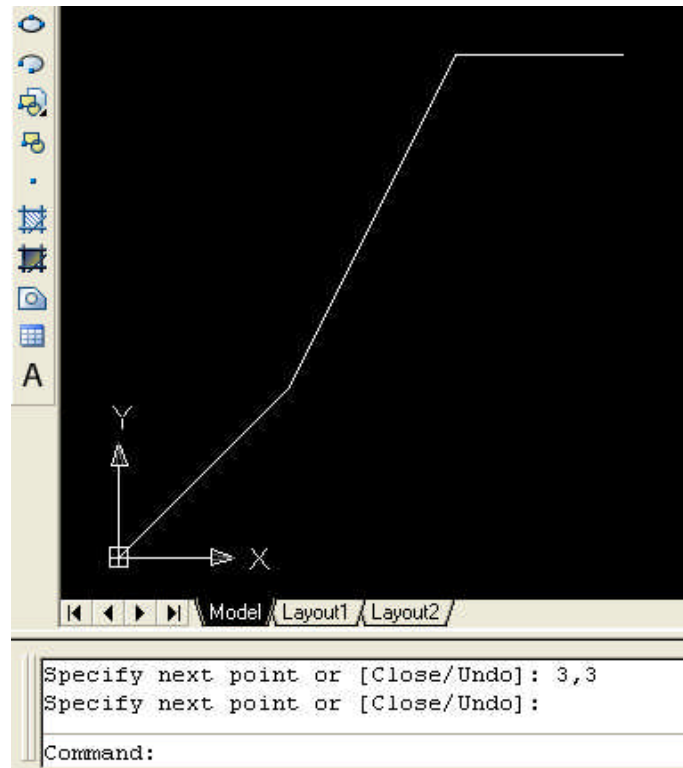 A
Y
X
Model Layout1 Layout2
Specify next point or [Close/Undo]: 3,3
Specify next point or [Close/Undo]:
Command: